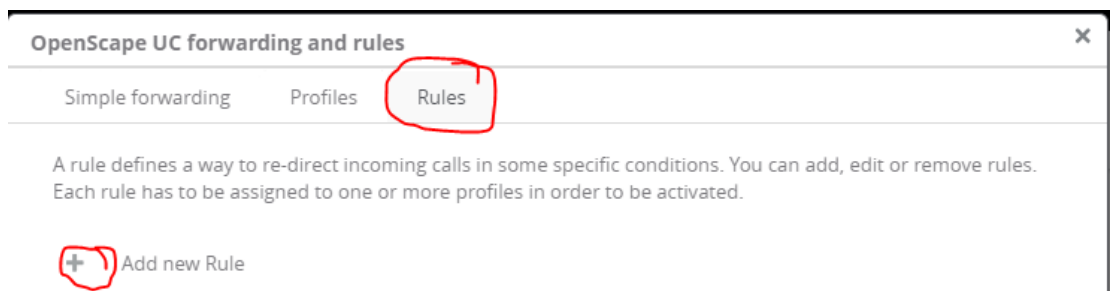 OpenScape UC forwarding and rules
Simple forwarding Profiles Rules
A rule defines a way to re-direct incoming calls in some specific conditions. You can add, edit or remove rules.
Each rule has to be assigned to one or more profiles in order to be activated.
Add new Rule